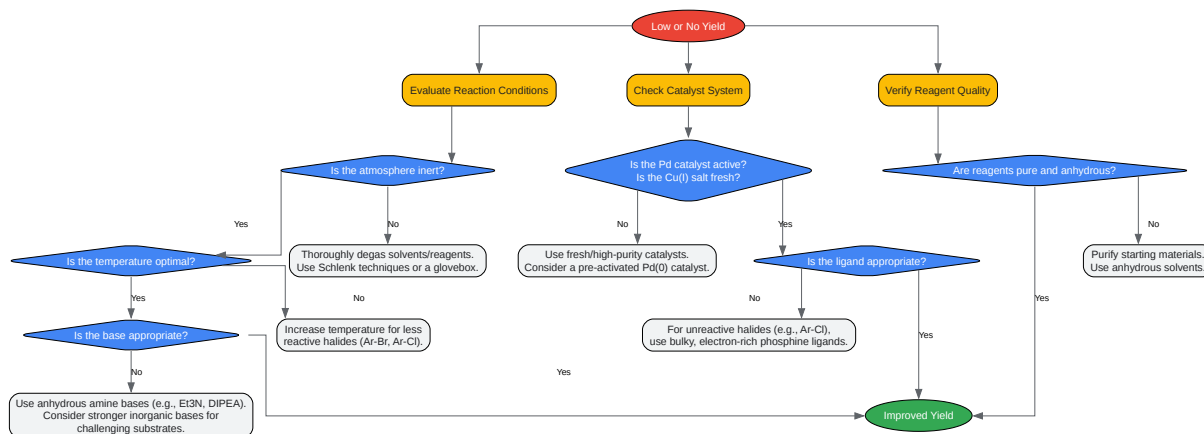 Low or No Yield
Evaluate Reaction Conditions
Check Catalyst System
Verify Reagent Quality
Is the atmosphere inert?
Is the Pd catalyst active?
Is the Cu(I) salt fresh?
Are reagents pure and anhydrous?
Yes
No
No
Yes
No
Thoroughly degas solvents/reagents.
Use Schlenk techniques or a glovebox.
Use fresh/high-purity catalysts.
Consider a pre-activated Pd(0) catalyst.
Purify starting materials.
Use anhydrous solvents.
Is the temperature optimal?
Is the ligand appropriate?
Yes
No
No
Yes
Is the base appropriate?
Increase temperature for less
reactive halides (Ar-Br, Ar-Cl).
For unreactive halides (e.g., Ar-Cl),
use bulky, electron-rich phosphine ligands.
Yes
No
Yes
Use anhydrous amine bases (e.g., Et3N, DIPEA).
Consider stronger inorganic bases for
challenging substrates.
Improved Yield